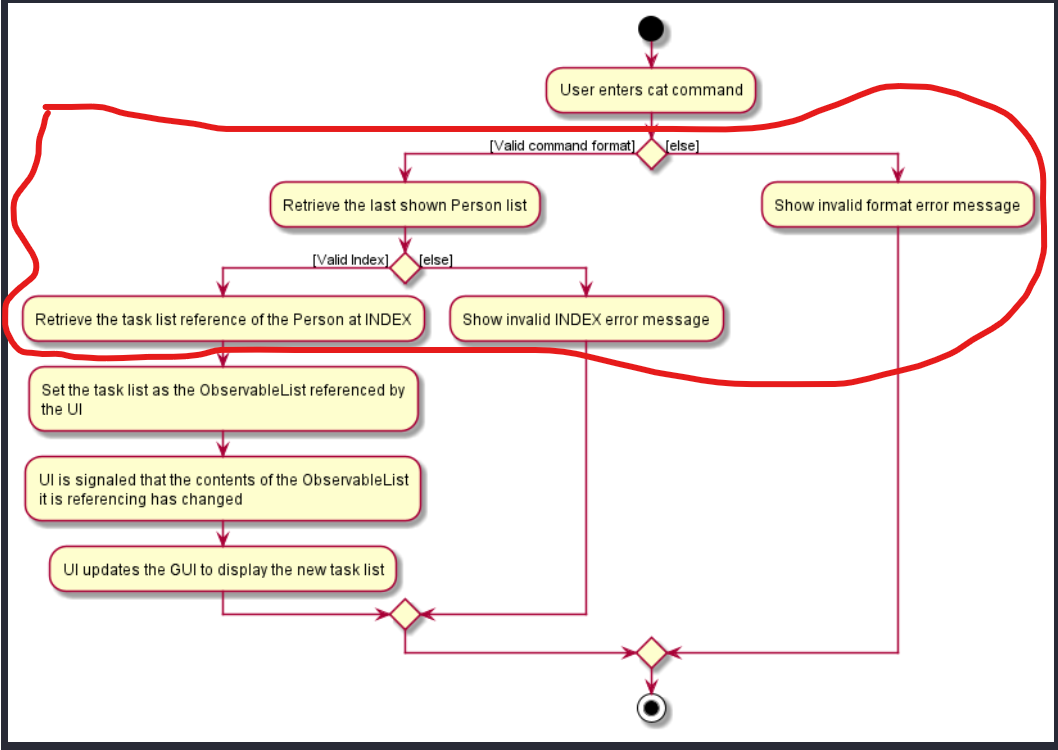 User enters cat command
[Valid command format]
[else]
Retrieve the last shown Person list
Show invalid format error message
[Valid Index]
[else]
Retrieve the task list reference of the Person at INDEX
Show invalid INDEX error message
Set the task list as the ObservableList referenced by
the UI
UI is signaled that the contents of the ObservableList
it is referencing has changed
UI updates the GUI to display the new task list